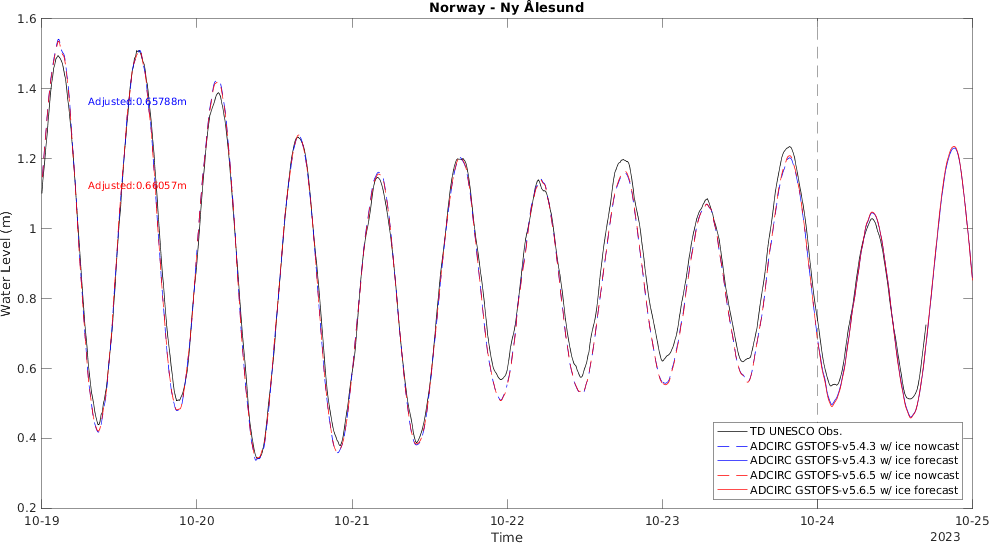 Norway - Ny Ålesund
1.6
1.4
1.2
1
0.8
0.6
0.4
0.2
Water Level (m)
Adjusted:0.65788m
Adjusted:0.66057m
TD UNESCO Obs.
ADCIRC GSTOFS-v5.4.3 w/ ice nowcast
ADCIRC GSTOFS-v5.4.3 w/ ice forecast
ADCIRC GSTOFS-v5.6.5 w/ ice nowcast
ADCIRC GSTOFS-v5.6.5 w/ ice forecast
10-19 10-20 10-21 10-22 10-23 10-24 10-25
Time
2023